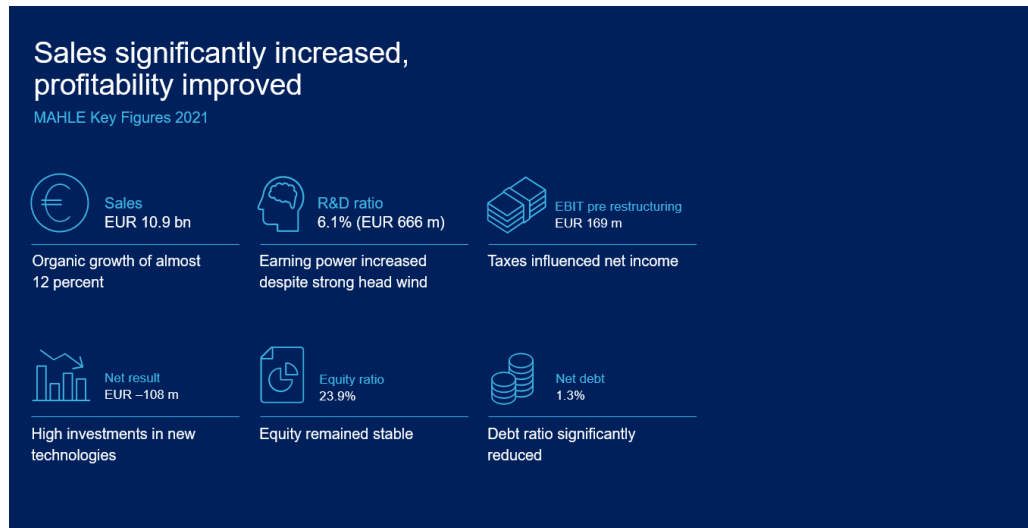 Sales significantly increased,
profitability improved
MAHLE Key Figures 2021
Sales
EUR 10.9 bn
Organic growth of almost
12 percent
R&D ratio
6.1% (EUR 666 m)
Earning power increased
despite strong head wind
EBIT pre restructuring
EUR 169 m
Taxes influenced net income
Net result
EUR –108 m
High investments in new
technologies
Equity ratio
23.9%
Equity remained stable
Net debt
1.3%
Debt ratio significantly
reduced